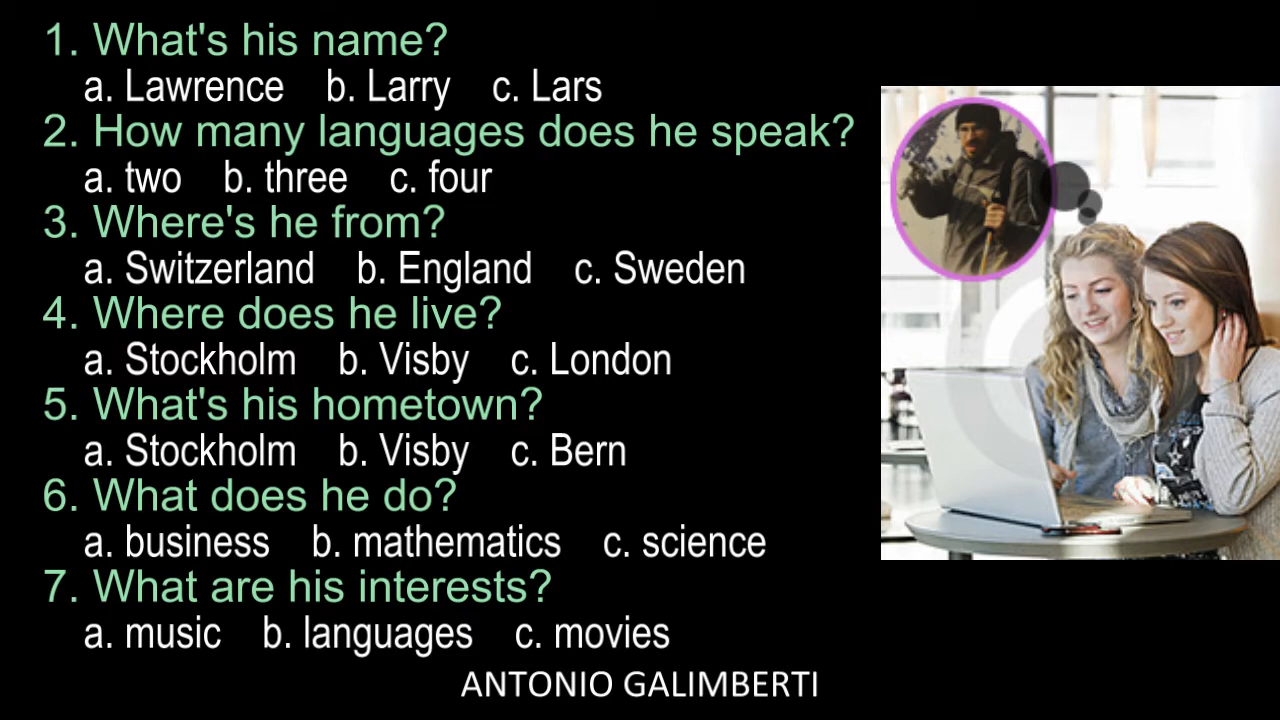 1. What's his name?
a. Lawrence b. Larry c. Lars
2. How many languages does he speak?
a. two b. three c. four
3. Where's he from?
a. Switzerland b. England c. Sweden
4. Where does he live?
a. Stockholm b. Visby c. London
5. What's his hometown?
a. Stockholm b. Visby c. Bern
6. What does he do?
a. business b. mathematics c. science
7. What are his interests?
a. music b. languages c. movies
ANTONIO GALIMBERTI